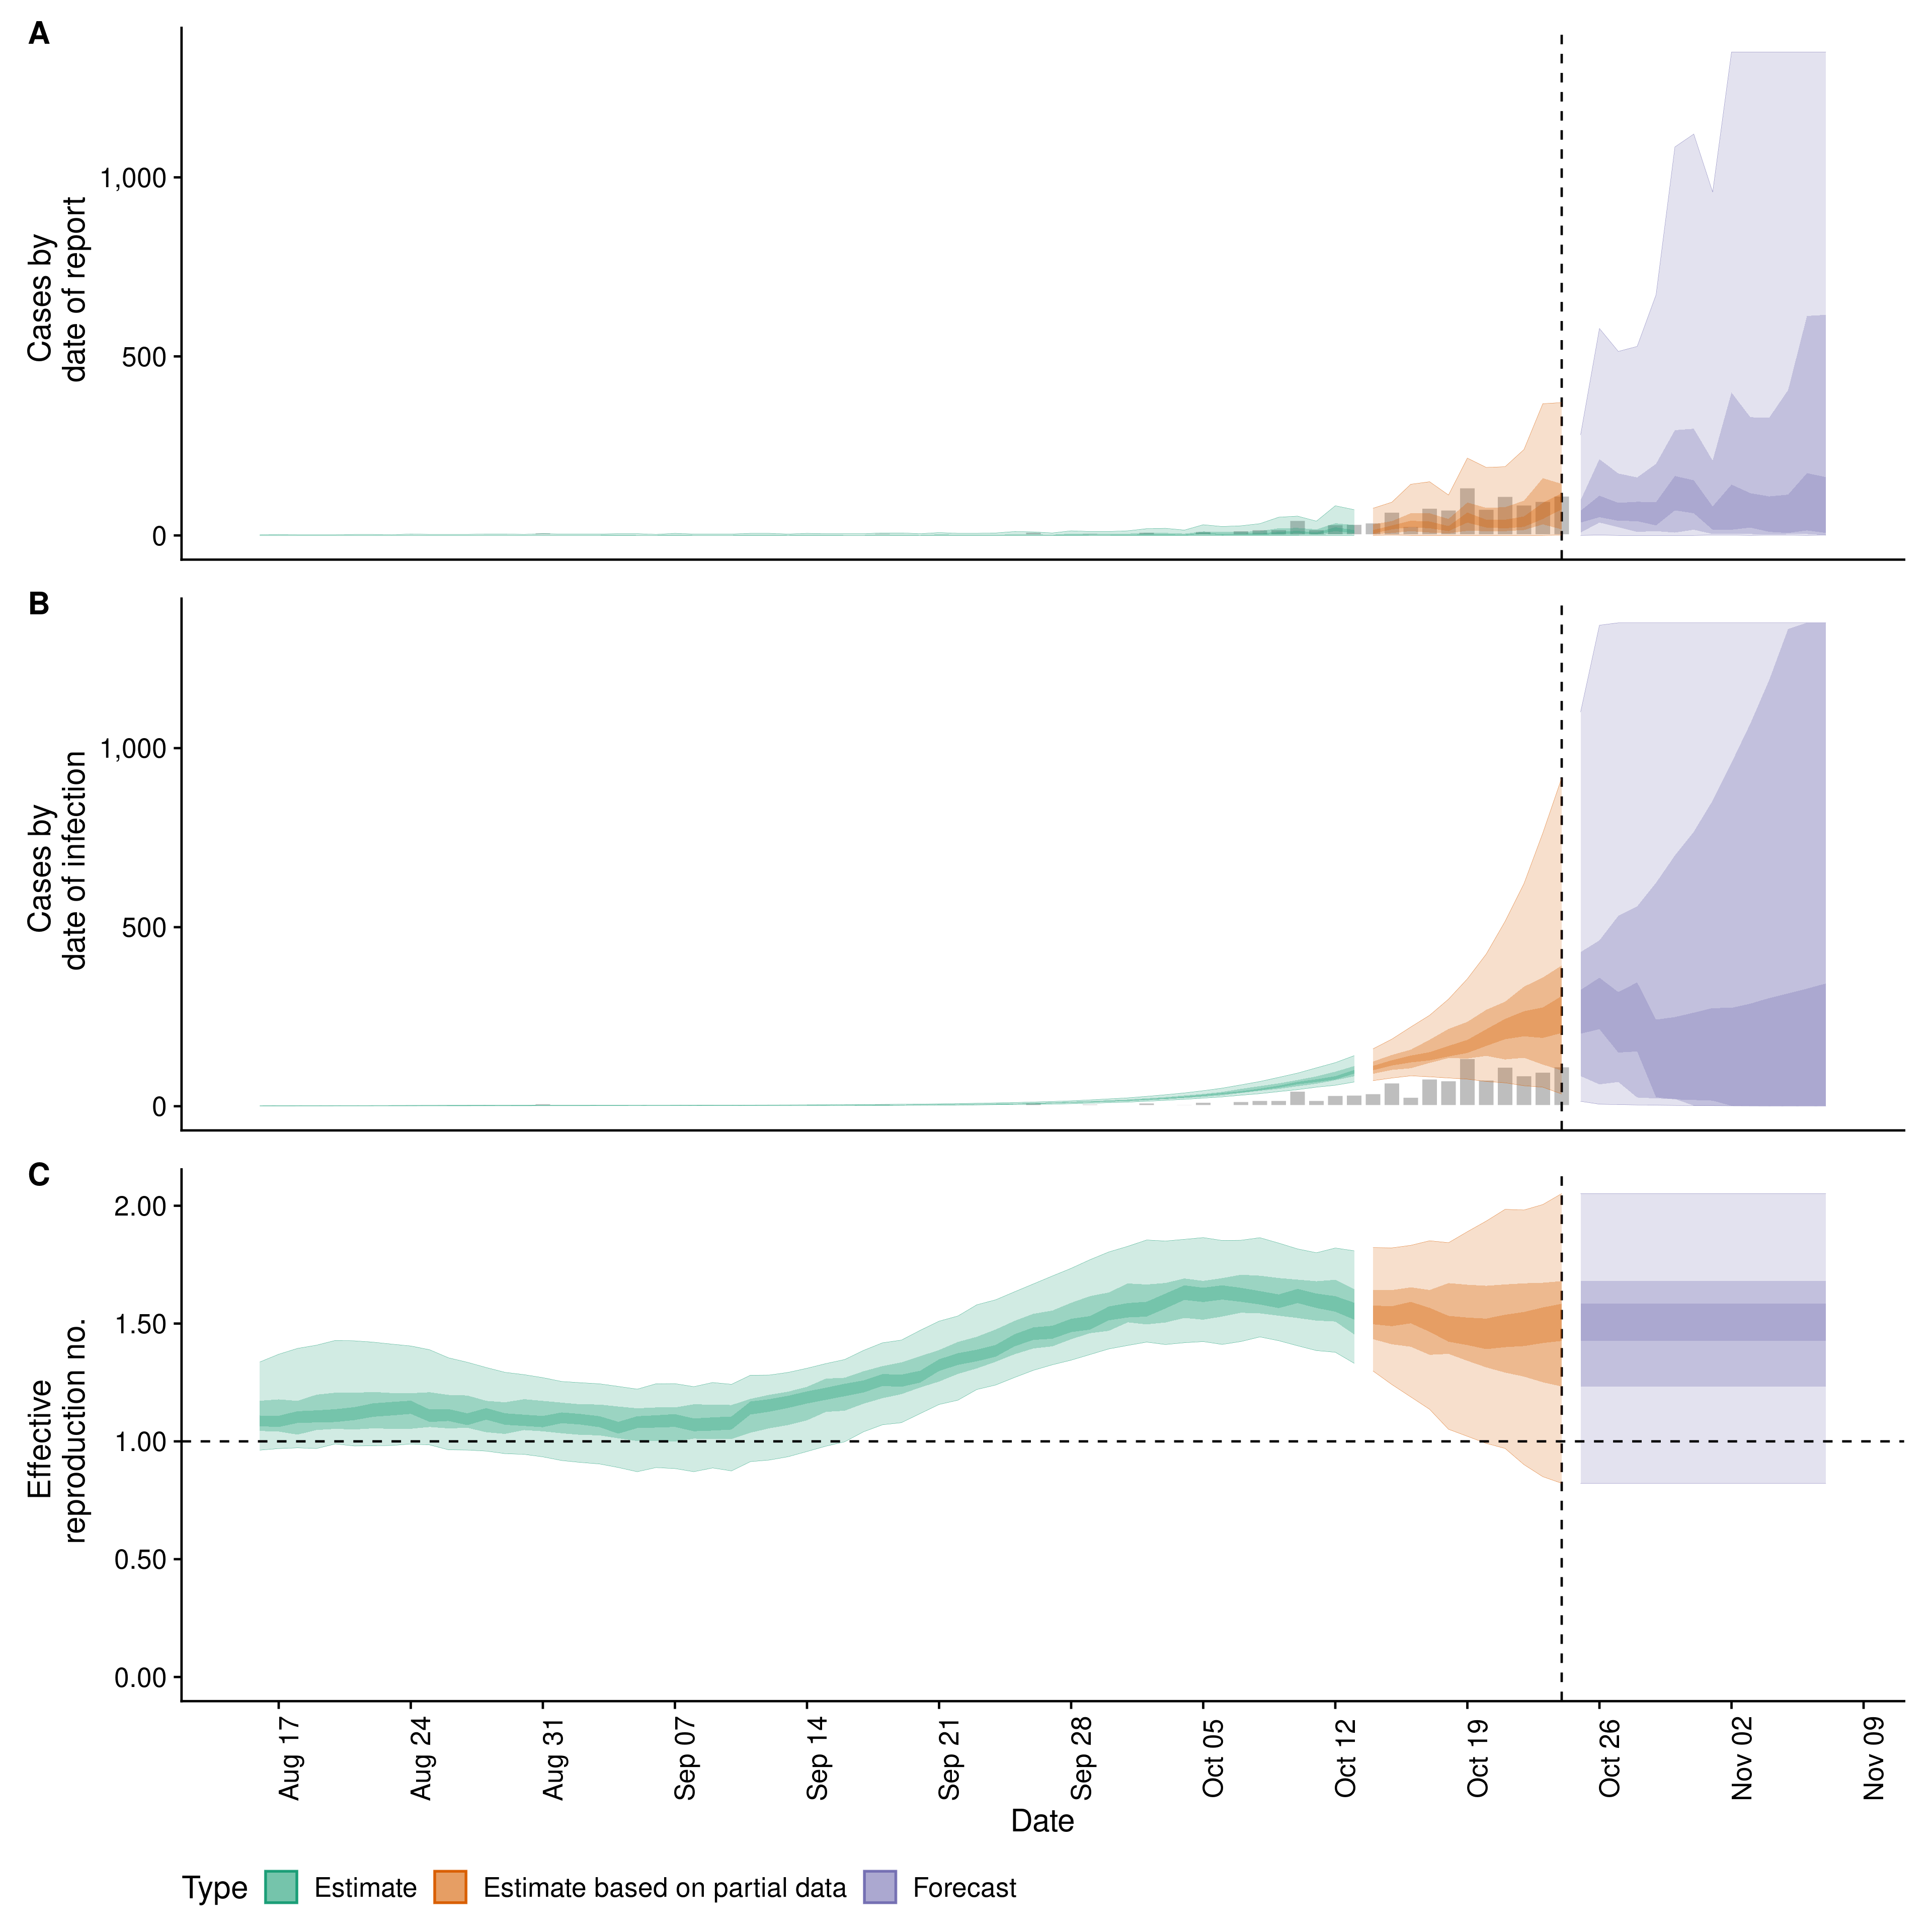 A
Cases by
date of report
1,000
500
0
B
Cases by
date of infection
1,000
500
0
C
Effective
reproduction no.
2.00
1.50
1.00
0.50
0.00
Aug 17
Aug 24
Aug 31
Sep 07
Sep 14
Sep 21
Sep 28
Oct 05
Oct 12
Oct 19
Oct 26
Nov 02
Nov 09
Date
Type Estimate Estimate based on partial data Forecast